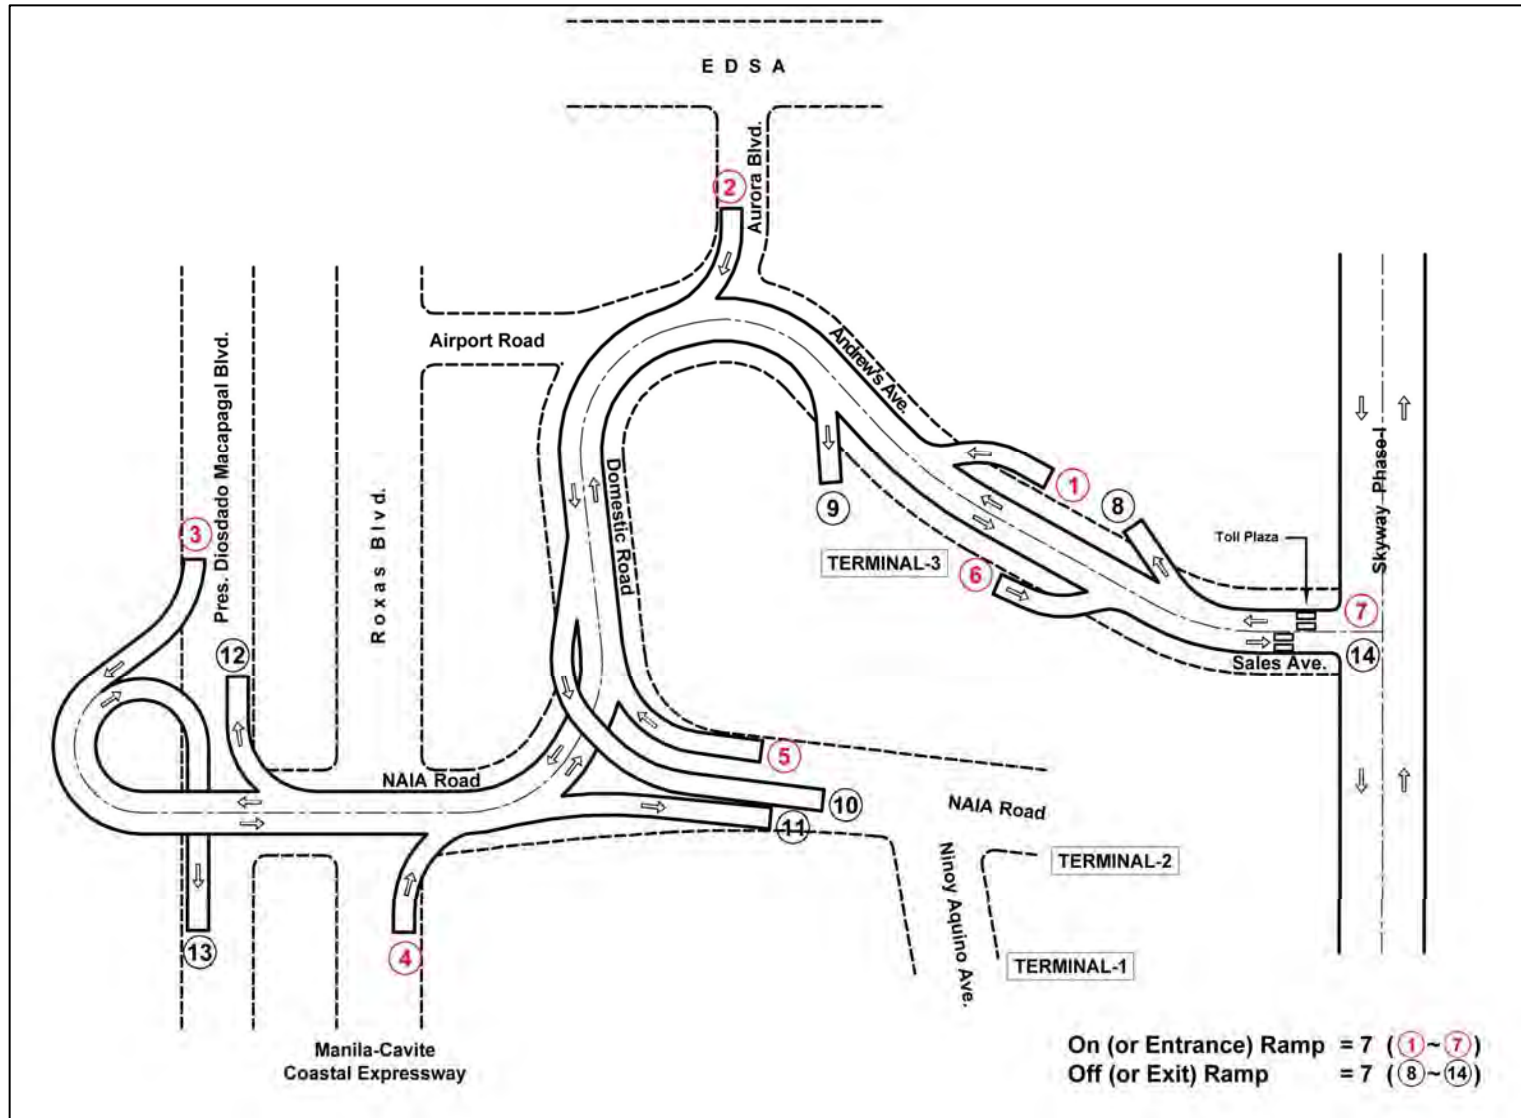 E D S A
Aurora Blvd.
2
Airport Road
Andrew's Ave.
Pres. Diosdado Macapagal Blvd.
Roxas Blvd.
Domestic Road
Skyway Phase-I
1
8
9
3
Toll Plaza
TERMINAL-3
6
7
12
14
Sales Ave.
5
NAIA Road
10
NAIA Road
11
Ninoy Aquino Ave.
TERMINAL-2
13
4
TERMINAL-1
Manila-Cavite
Coastal Expressway
On (or Entrance) Ramp = 7 (1~7)
Off (or Exit) Ramp = 7 (8~14)